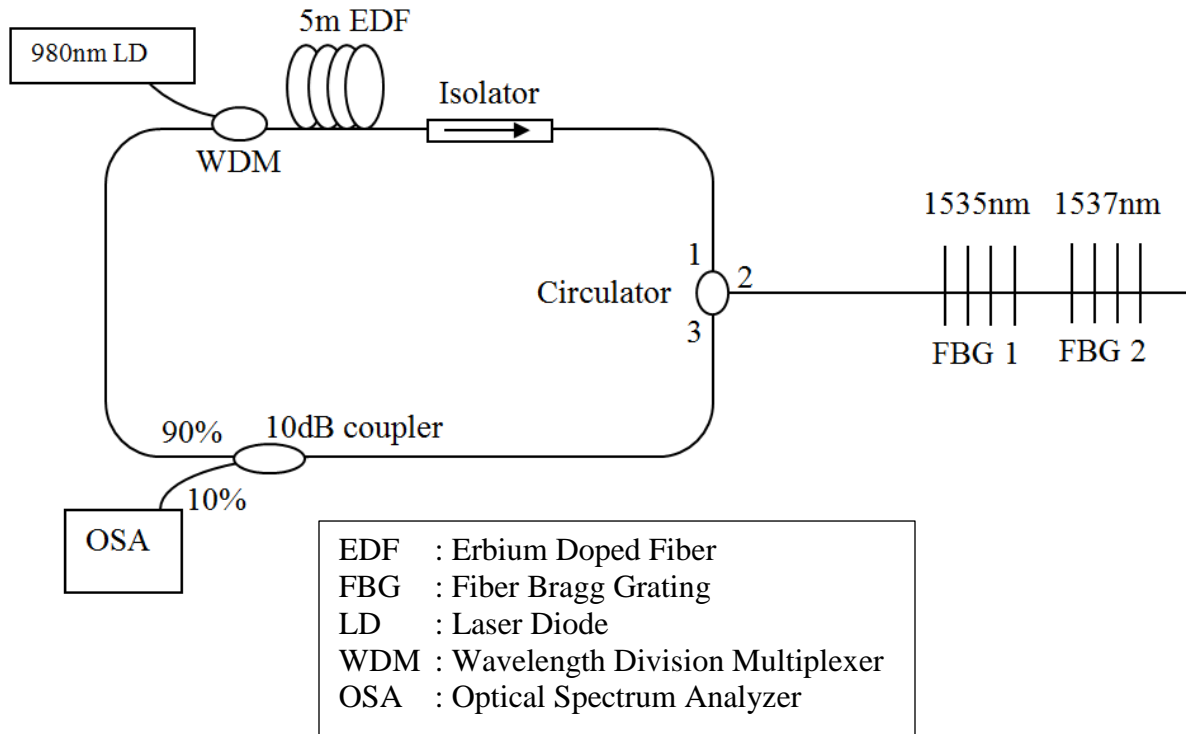 5m EDF
980nm LD
Isolator
WDM
1535nm 1537nm
1
2
Circulator
3
FBG 1 FBG 2
90% 10dB coupler
10%
OSA
EDF : Erbium Doped Fiber
FBG : Fiber Bragg Grating
LD : Laser Diode
WDM : Wavelength Division Multiplexer
OSA : Optical Spectrum Analyzer